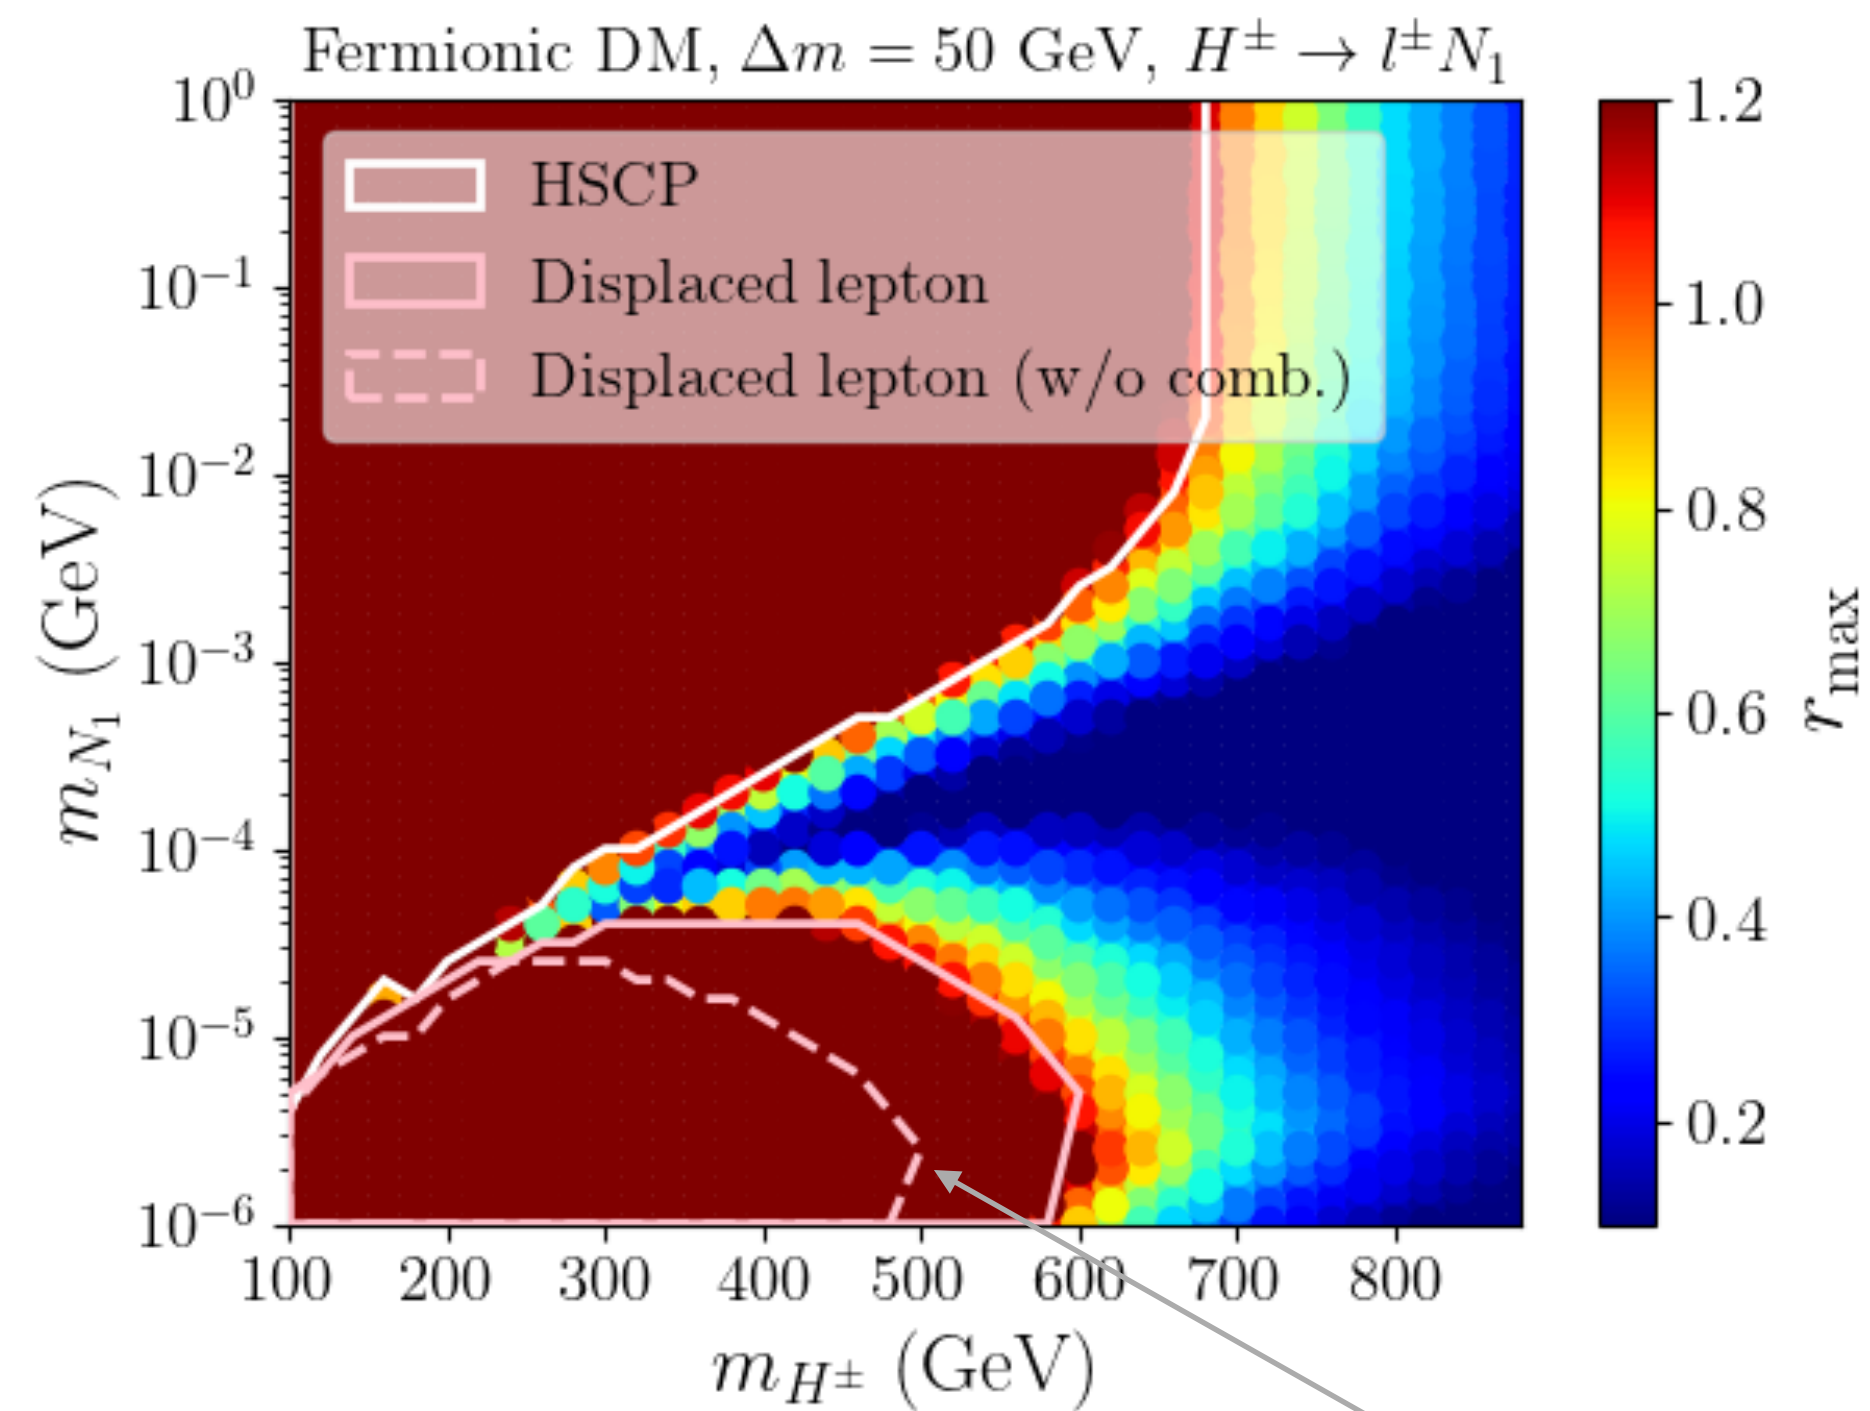 Fermionic DM, Δm = 50 GeV, H± → l±N₁
HSCP
Displaced lepton
Displaced lepton (w/o comb.)
10⁰
10⁻¹
10⁻²
10⁻³
10⁻⁴
10⁻⁵
10⁻⁶
m_N₁ (GeV)
100 200 300 400 500 600 700 800
m_H± (GeV)
1.2
1.0
0.8
0.6
0.4
0.2
r_max